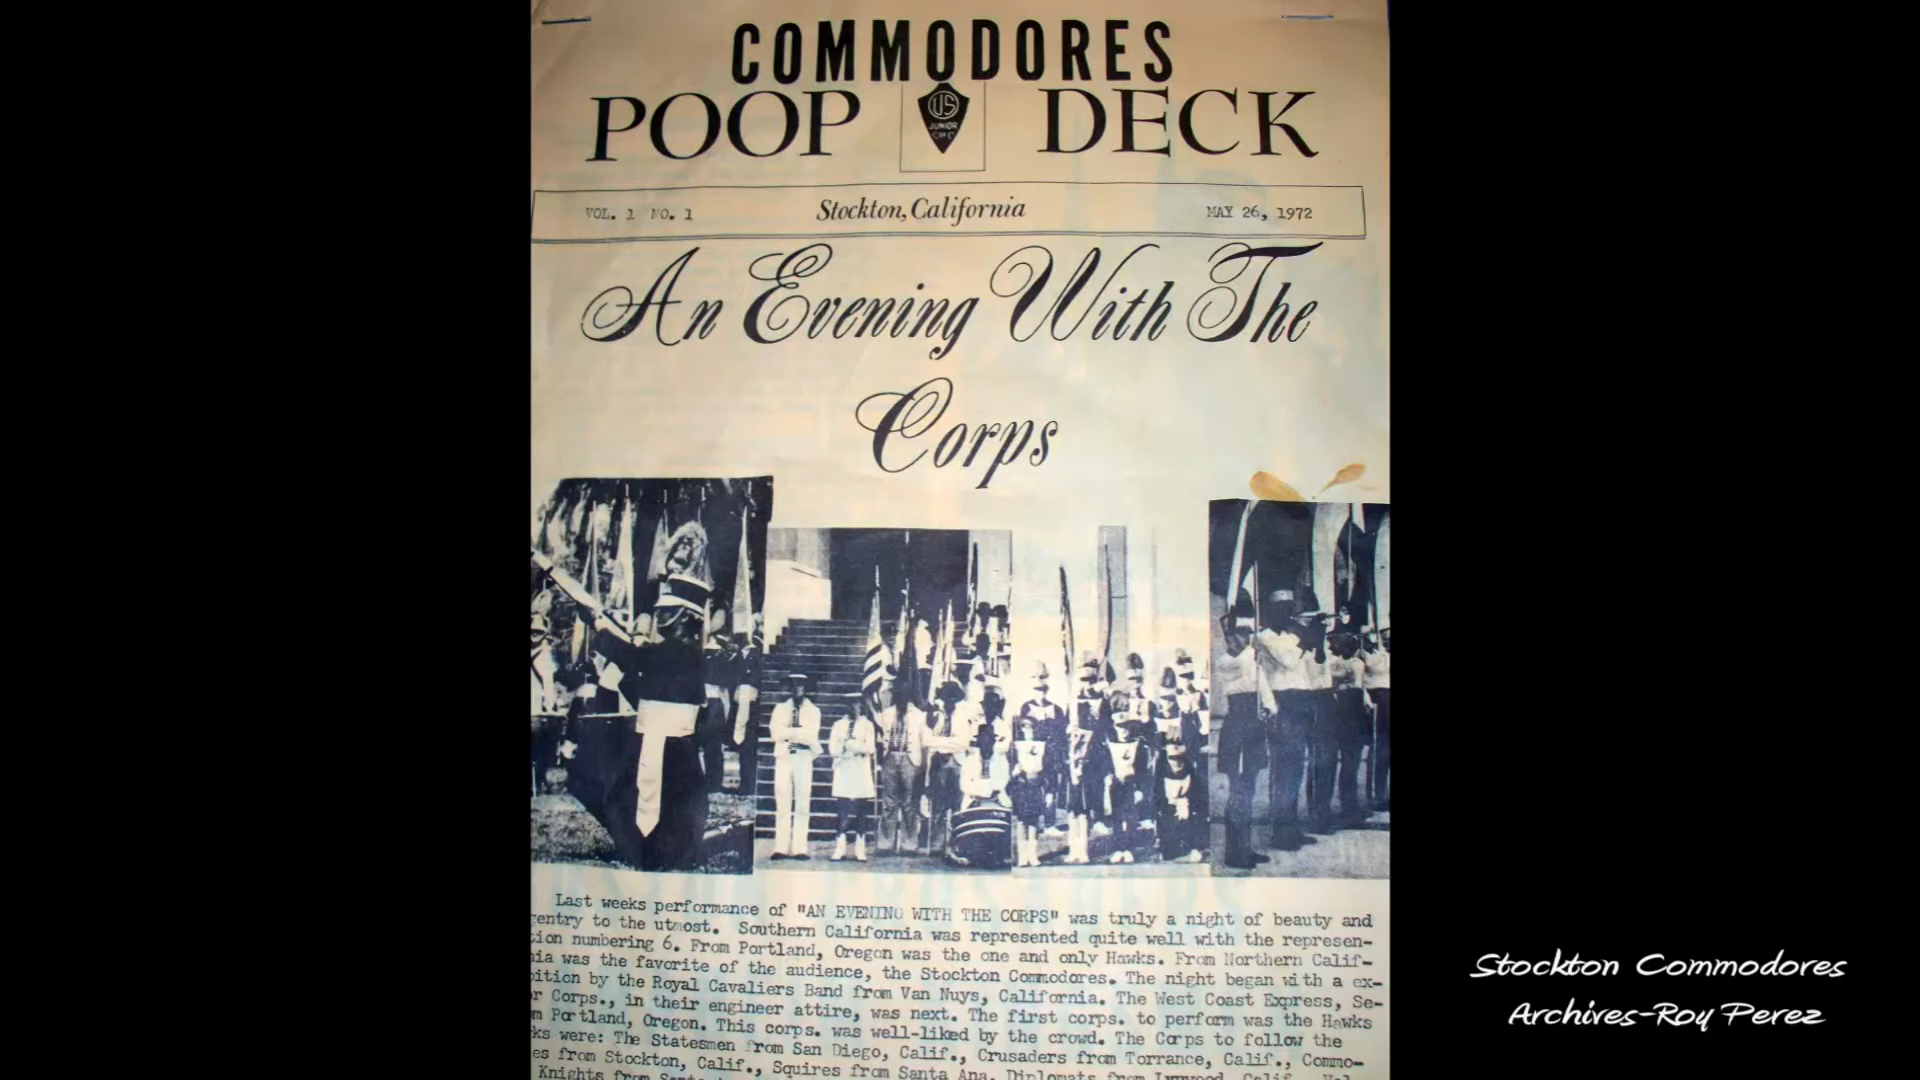 COMMODORES
POOP DECK
US
JUNIOR
VOL. 1 NO. 1 Stockton, California MAY 26, 1972
An Evening With The
Corps
Last weeks performance of "AN EVENING WITH THE CORPS" was truly a night of beauty and
entry to the utmost. Southern California was represented quite well with the represen-
tion numbering 6. From Portland, Oregon was the one and only Hawks. From Northern Calif-
nia was the favorite of the audience, the Stockton Commodores. The night began with a ex-
bition by the Royal Cavaliers Band from Van Nuys, California. The West Coast Express, Se-
r Corps., in their engineer attire, was next. The first corps. to perform was the Hawks
m Portland, Oregon. This corps. was well-liked by the crowd. The Corps to follow the
ks were: The Statesmen from San Diego, Calif., Crusaders from Torrance, Calif., Commo-
es from Stockton, Calif., Squires from Santa Ana, Diplomats from Lynwood, Calif.
Knights from
Stockton Commodores
Archives-Roy Perez